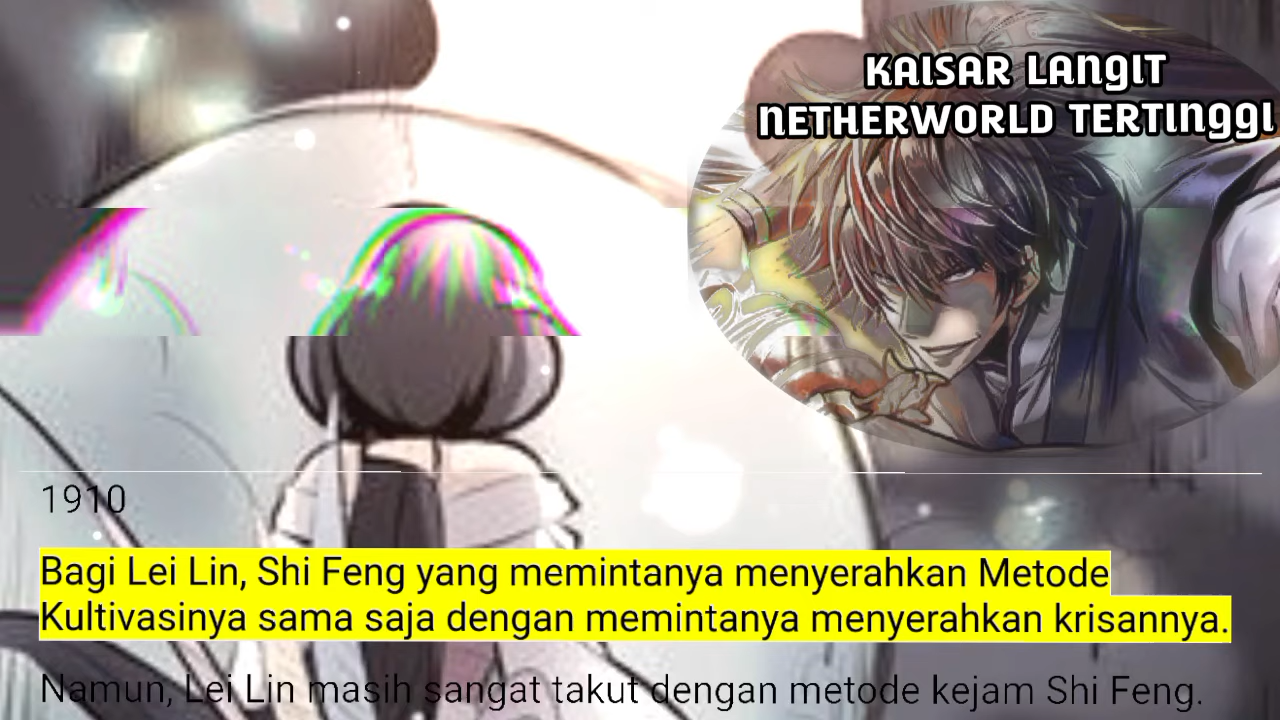 KAISAR LANGIT
NETHERWORLD TERTINGGI
1910
Bagi Lei Lin, Shi Feng yang memintanya menyerahkan Metode
Kultivasinya sama saja dengan memintanya menyerahkan krisannya.
Namun, Lei Lin masih sangat takut dengan metode kejam Shi Feng.